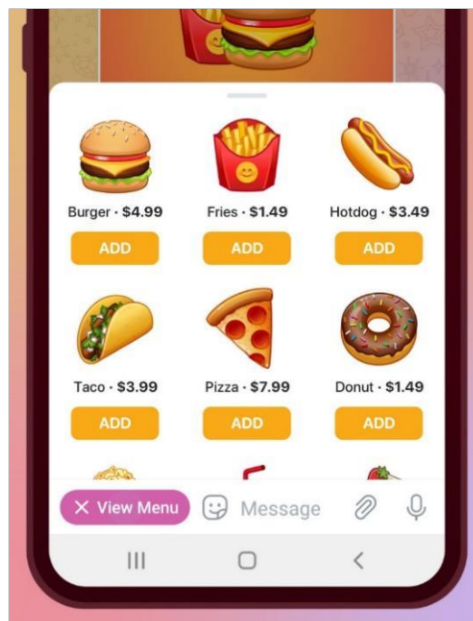 Burger · $4.99
Fries · $1.49
Hotdog · $3.49
ADD
ADD
ADD
Taco · $3.99
Pizza · $7.99
Donut · $1.49
ADD
ADD
ADD
View Menu
Message